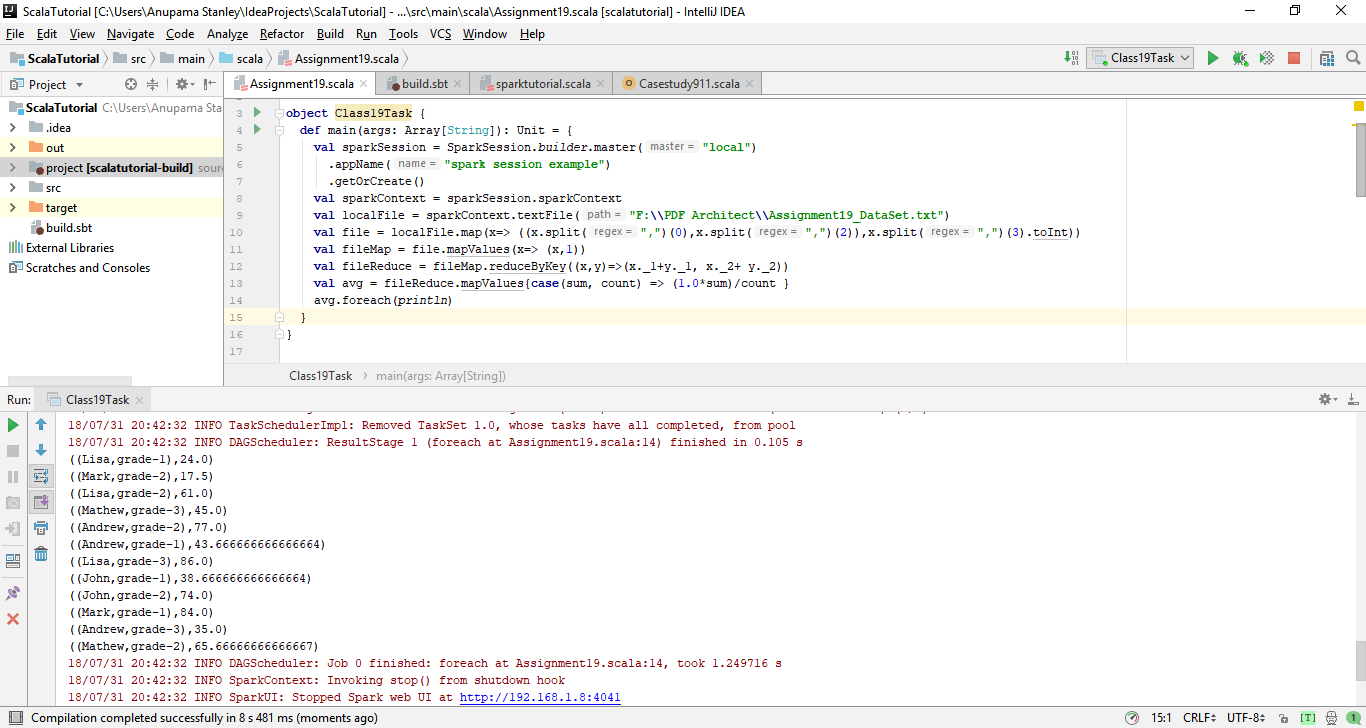 ScalaTutorial [C:\Users\Anupama Stanley\IdeaProjects\ScalaTutorial] - ...\src\main\scala\Assignment19.scala [scalatutorial] - IntelliJ IDEA
File Edit View Navigate Code Analyze Refactor Build Run Tools VCS Window Help
ScalaTutorial src main scala Assignment19.scala
Class19Task
Project
Assignment19.scala build.sbt sparktutorial.scala Casestudy911.scala
ScalaTutorial C:\Users\Anupama Sta
.idea
out
project [scalatutorial-build] sour
src
target
build.sbt
External Libraries
Scratches and Consoles
3 object Class19Task {
4 def main(args: Array[String]): Unit = {
5 val sparkSession = SparkSession.builder.master( master = "local")
6 .appName( name = "spark session example")
7 .getOrCreate()
8 val sparkContext = sparkSession.sparkContext
9 val localFile = sparkContext.textFile( path = "F:\\PDF Architect\\Assignment19_DataSet.txt")
10 val file = localFile.map(x=> ((x.split( regex = ",")(0),x.split( regex = ",")(2)),x.split( regex = ",")(3).toInt))
11 val fileMap = file.mapValues(x=> (x,1))
12 val fileReduce = fileMap.reduceByKey((x,y)=>(x._1+y._1, x._2+ y._2))
13 val avg = fileReduce.mapValues{case(sum, count) => (1.0*sum)/count }
14 avg.foreach(println)
15 }
16 }
17
Class19Task main(args: Array[String])
Run: Class19Task
18/07/31 20:42:32 INFO TaskSchedulerImpl: Removed TaskSet 1.0, whose tasks have all completed, from pool
18/07/31 20:42:32 INFO DAGScheduler: ResultStage 1 (foreach at Assignment19.scala:14) finished in 0.105 s
((Lisa,grade-1),24.0)
((Mark,grade-2),17.5)
((Lisa,grade-2),61.0)
((Mathew,grade-3),45.0)
((Andrew,grade-2),77.0)
((Andrew,grade-1),43.666666666666664)
((Lisa,grade-3),86.0)
((John,grade-1),38.666666666666664)
((John,grade-2),74.0)
((Mark,grade-1),84.0)
((Andrew,grade-3),35.0)
((Mathew,grade-2),65.66666666666667)
18/07/31 20:42:32 INFO DAGScheduler: Job 0 finished: foreach at Assignment19.scala:14, took 1.249716 s
18/07/31 20:42:32 INFO SparkContext: Invoking stop() from shutdown hook
18/07/31 20:42:32 INFO SparkUI: Stopped Spark web UI at http://192.168.1.8:4041
Compilation completed successfully in 8 s 481 ms (moments ago)
15:1 CRLF UTF-8 [T] 1